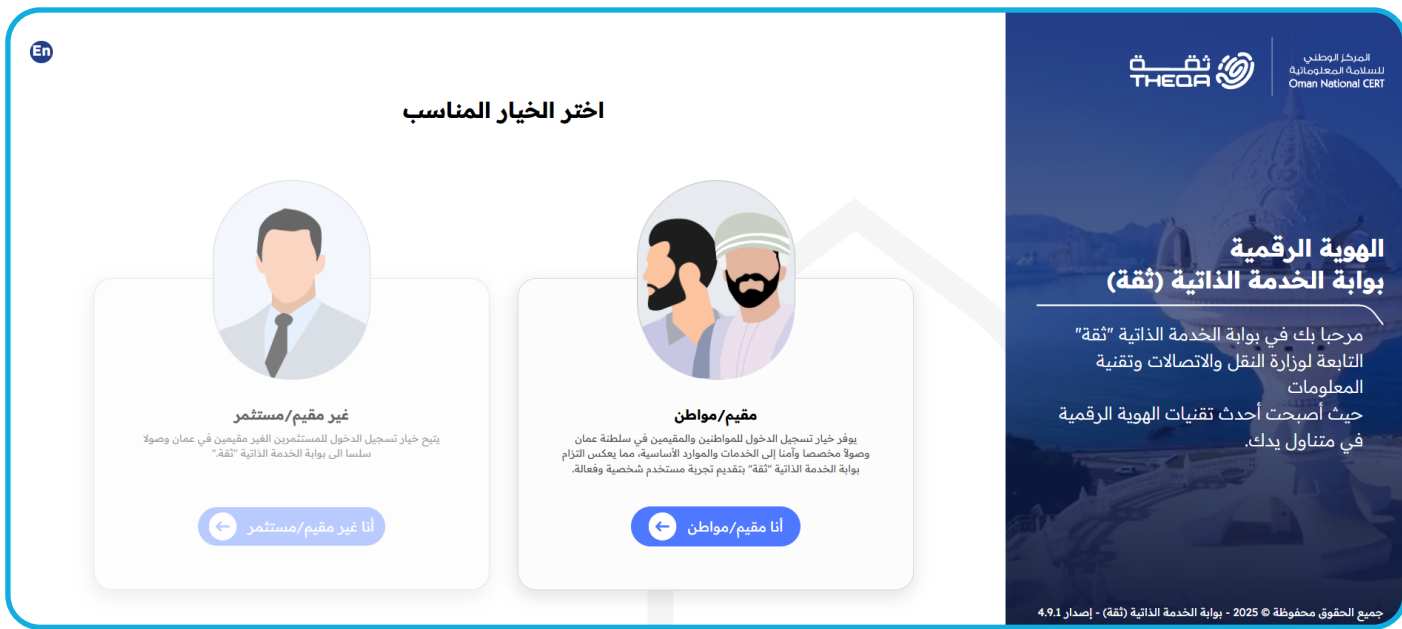 المركز الوطني
للسلامة المعلوماتية
Oman National CERT
ثقــــة
THEQA
الهوية الرقمية
بوابة الخدمة الذاتية (ثقة)
مرحبا بك في بوابة الخدمة الذاتية "ثقة"
التابعة لوزارة النقل والاتصالات وتقنية
المعلومات
حيث أصبحت أحدث تقنيات الهوية الرقمية
في متناول يدك.
جميع الحقوق محفوظة © 2025 - بوابة الخدمة الذاتية (ثقة) - إصدار 4.9.1
En
اختر الخيار المناسب
مقيم/مواطن
يوفر خيار تسجيل الدخول للمواطنين والمقيمين في سلطنة عمان
وصولاً مخصصا وآمنا إلى الخدمات والموارد الأساسية، مما يعكس التزام
بوابة الخدمة الذاتية "ثقة" بتقديم تجربة مستخدم شخصية وفعالة.
أنا مقيم/مواطن
غير مقيم/مستثمر
يتيح خيار تسجيل الدخول للمستثمرين الغير مقيمين في عمان وصولا
سلسا الى بوابة الخدمة الذاتية "ثقة."
أنا غير مقيم/مستثمر